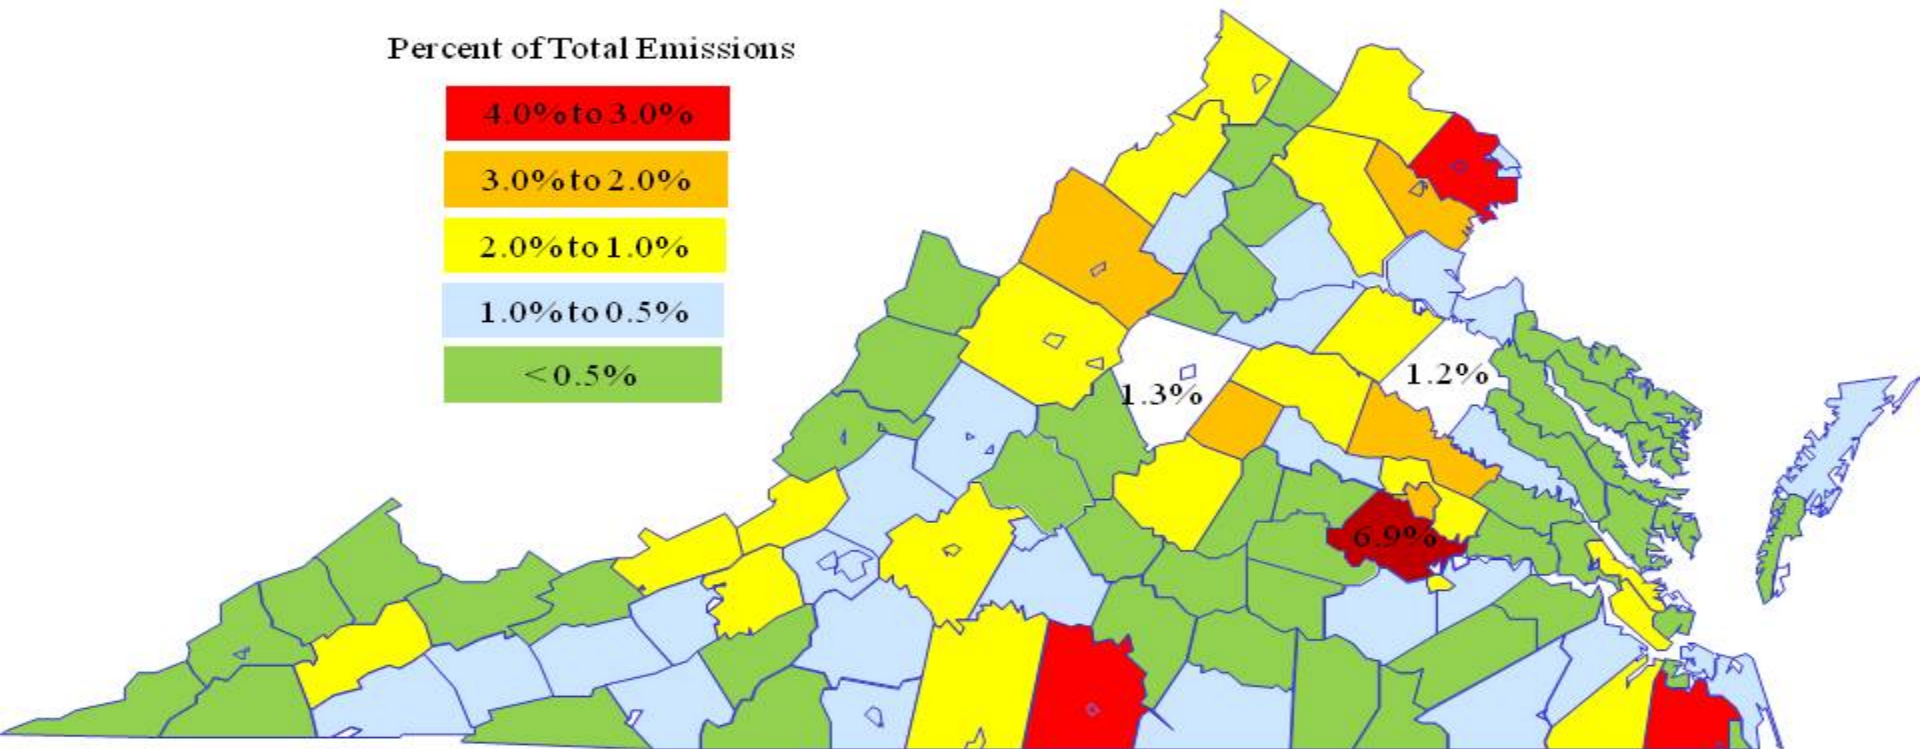 Percent of Total Emissions
4.0% to 3.0%
3.0% to 2.0%
2.0% to 1.0%
1.0% to 0.5%
< 0.5%
1.3%
1.2%
6.9%